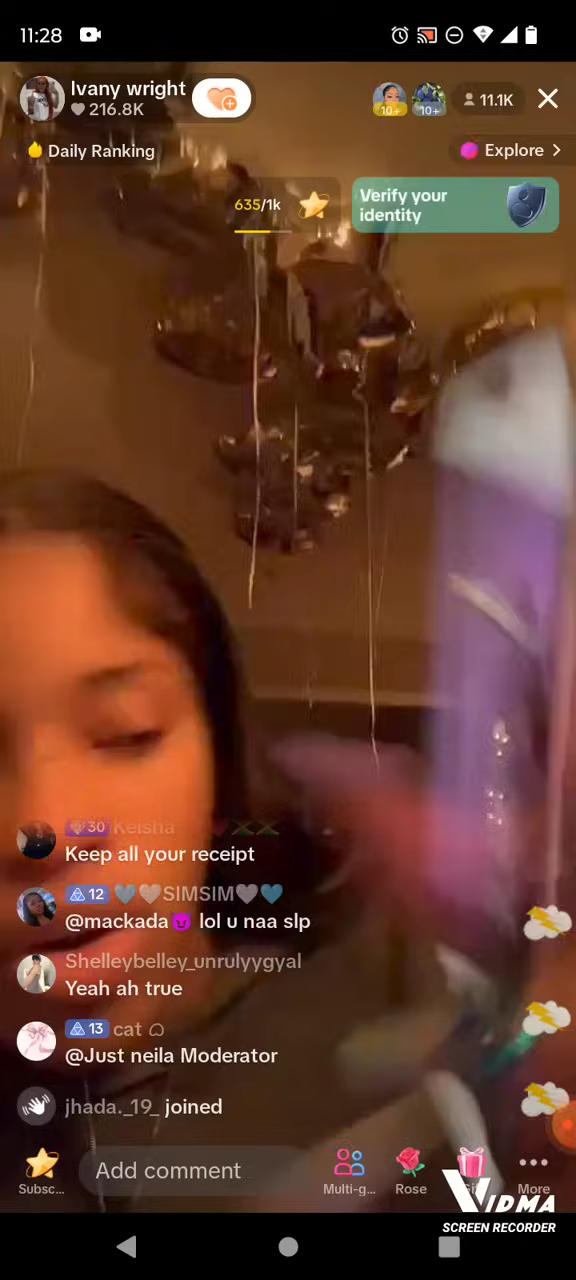 11:28
Ivany wright
216.8K
10+
10+
11.1K
Daily Ranking
Explore >
635/1k
Verify your
identity
30 Keisha
Keep all your receipt
12 SIMSIM
@mackada😈 lol u naa slp
Shelleybelley_unrulyygyal
Yeah ah true
13 cat
@Just neila Moderator
jhada._19_ joined
Add comment
Subsc...
Multi-g...
Rose
More
VIDMA
SCREEN RECORDER